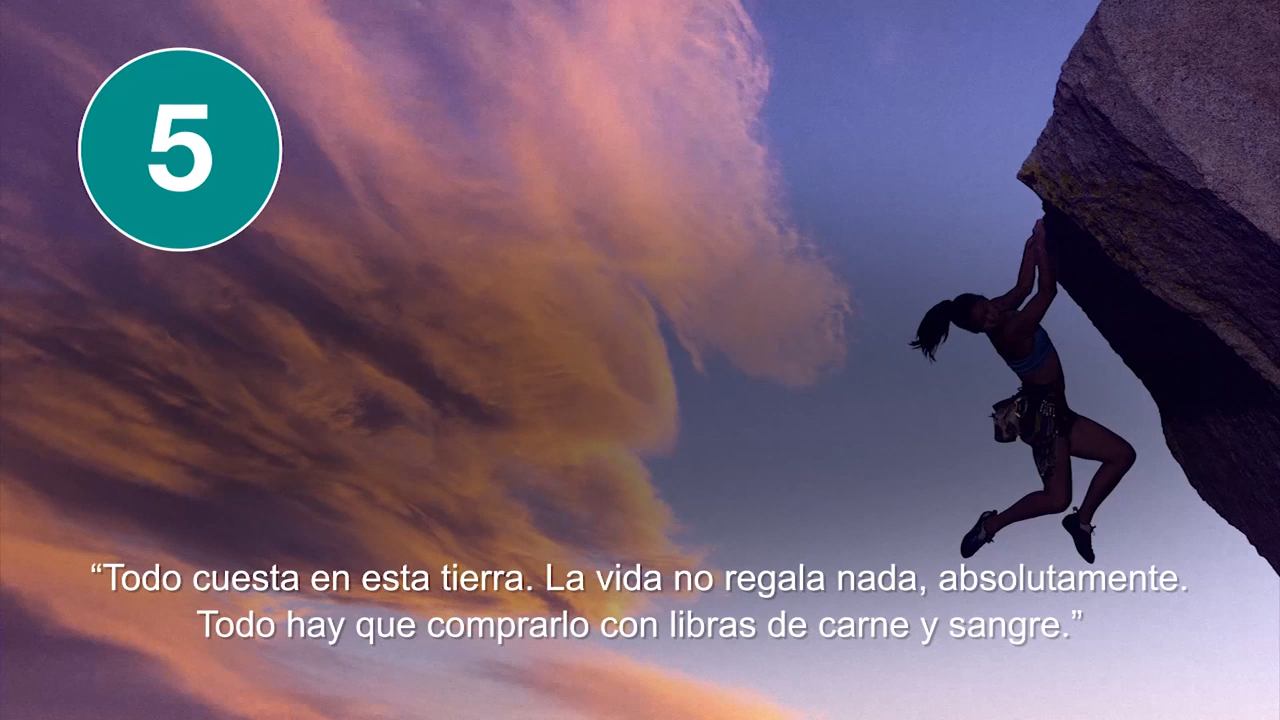 5
“Todo cuesta en esta tierra. La vida no regala nada, absolutamente.
Todo hay que comprarlo con libras de carne y sangre.”